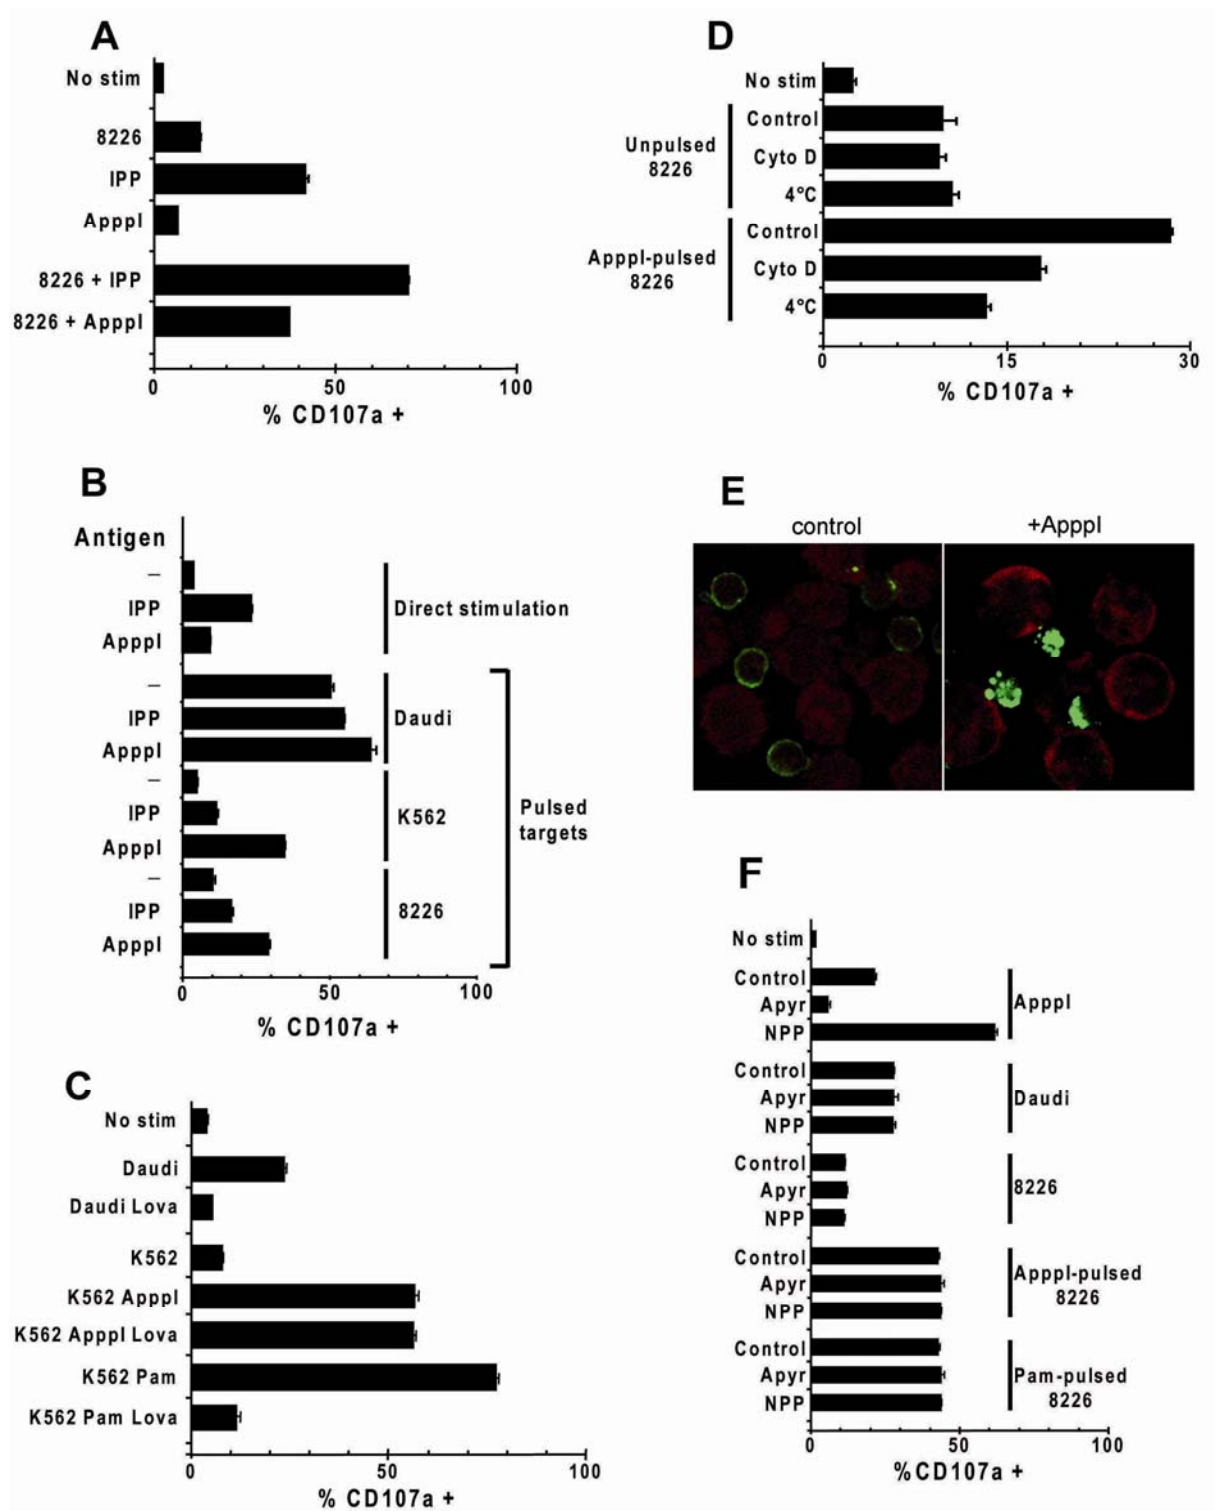 A
No stim
8226
IPP
ApppI
8226 + IPP
8226 + ApppI
0 50 100
% CD107a +
B
Antigen
–
IPP
ApppI
Direct stimulation
–
IPP
ApppI
Daudi
–
IPP
ApppI
K562
–
IPP
ApppI
8226
Pulsed
targets
0 50 100
% CD107a +
C
No stim
Daudi
Daudi Lova
K562
K562 ApppI
K562 ApppI Lova
K562 Pam
K562 Pam Lova
0 50 100
% CD107a +
D
No stim
Unpulsed
8226
Control
Cyto D
4°C
ApppI-pulsed
8226
Control
Cyto D
4°C
0 15 30
% CD107a +
E
control
+ApppI
F
No stim
Control
Apyr
NPP
ApppI
Control
Apyr
NPP
Daudi
Control
Apyr
NPP
8226
Control
Apyr
NPP
ApppI-pulsed
8226
Control
Apyr
NPP
Pam-pulsed
8226
0 50 100
%CD107a +